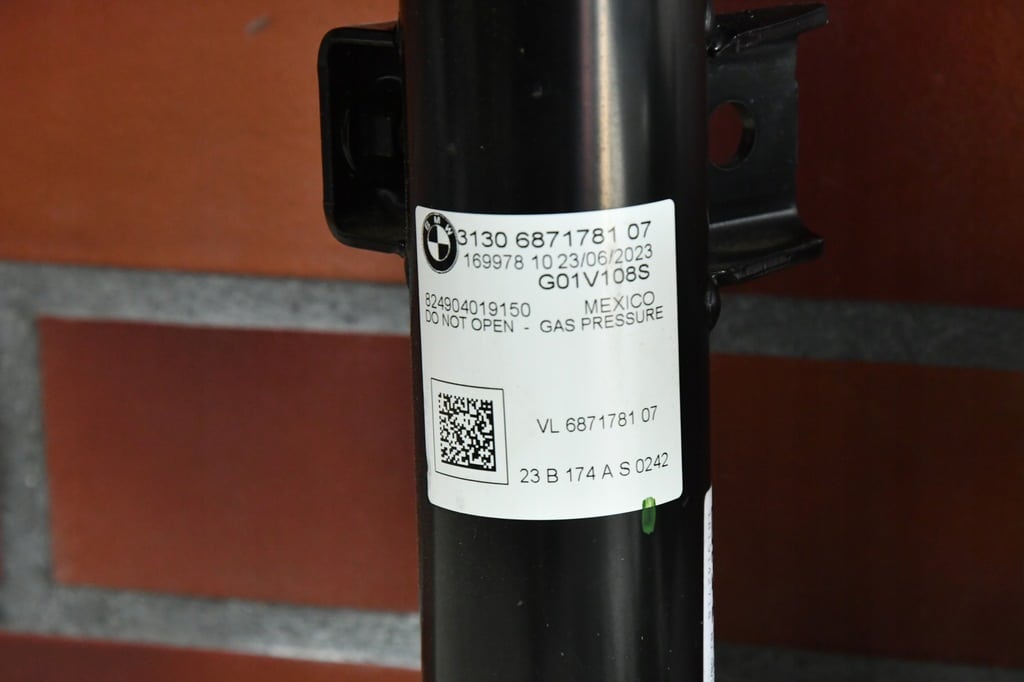 BMW
3130 6871781 07
169978 10 23/06/2023
G01V108S
824904019150 MEXICO
DO NOT OPEN - GAS PRESSURE
VL 6871781 07
23 B 174 A S 0242